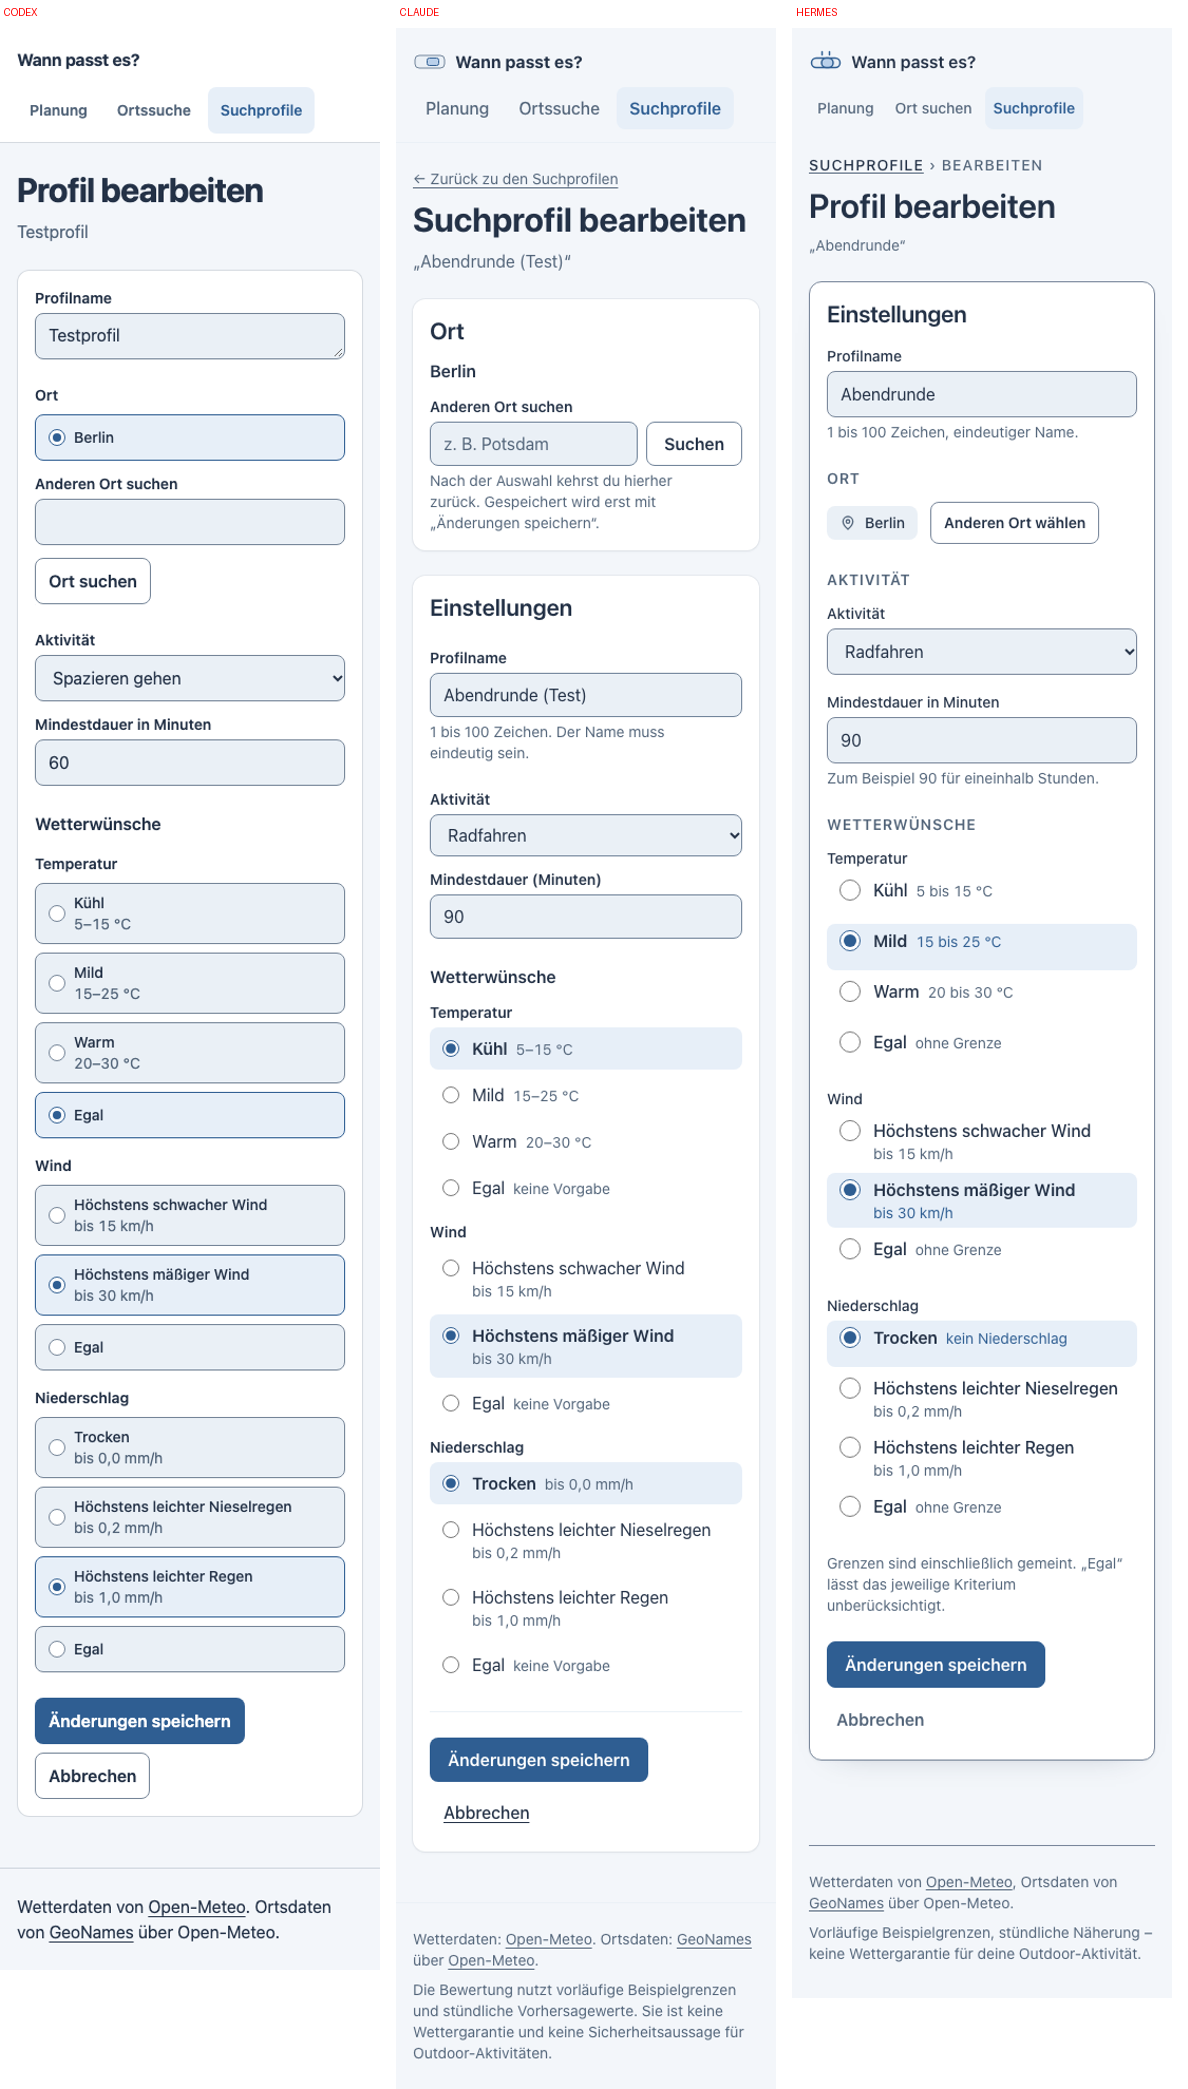 CODEX
Wann passt es?
Planung Ortssuche Suchprofile
Profil bearbeiten
Testprofil
Profilname
Testprofil
Ort
Berlin
Anderen Ort suchen
Ort suchen
Aktivität
Spazieren gehen
Mindestdauer in Minuten
60
Wetterwünsche
Temperatur
Kühl
5–15 °C
Mild
15–25 °C
Warm
20–30 °C
Egal
Wind
Höchstens schwacher Wind
bis 15 km/h
Höchstens mäßiger Wind
bis 30 km/h
Egal
Niederschlag
Trocken
bis 0,0 mm/h
Höchstens leichter Nieselregen
bis 0,2 mm/h
Höchstens leichter Regen
bis 1,0 mm/h
Egal
Änderungen speichern
Abbrechen
Wetterdaten von Open-Meteo. Ortsdaten
von GeoNames über Open-Meteo.
CLAUDE
Wann passt es?
Planung Ortssuche Suchprofile
← Zurück zu den Suchprofilen
Suchprofil bearbeiten
„Abendrunde (Test)“
Ort
Berlin
Anderen Ort suchen
z. B. Potsdam Suchen
Nach der Auswahl kehrst du hierher
zurück. Gespeichert wird erst mit
„Änderungen speichern“.
Einstellungen
Profilname
Abendrunde (Test)
1 bis 100 Zeichen. Der Name muss
eindeutig sein.
Aktivität
Radfahren
Mindestdauer (Minuten)
90
Wetterwünsche
Temperatur
Kühl 5–15 °C
Mild 15–25 °C
Warm 20–30 °C
Egal keine Vorgabe
Wind
Höchstens schwacher Wind
bis 15 km/h
Höchstens mäßiger Wind
bis 30 km/h
Egal keine Vorgabe
Niederschlag
Trocken bis 0,0 mm/h
Höchstens leichter Nieselregen
bis 0,2 mm/h
Höchstens leichter Regen
bis 1,0 mm/h
Egal keine Vorgabe
Änderungen speichern
Abbrechen
Wetterdaten: Open-Meteo. Ortsdaten: GeoNames
über Open-Meteo.
Die Bewertung nutzt vorläufige Beispielgrenzen
und stündliche Vorhersagewerte. Sie ist keine
Wettergarantie und keine Sicherheitsaussage für
Outdoor-Aktivitäten.
HERMES
Wann passt es?
Planung Ort suchen Suchprofile
SUCHPROFILE › BEARBEITEN
Profil bearbeiten
„Abendrunde“
Einstellungen
Profilname
Abendrunde
1 bis 100 Zeichen, eindeutiger Name.
ORT
Berlin Anderen Ort wählen
AKTIVITÄT
Aktivität
Radfahren
Mindestdauer in Minuten
90
Zum Beispiel 90 für eineinhalb Stunden.
WETTERWÜNSCHE
Temperatur
Kühl 5 bis 15 °C
Mild 15 bis 25 °C
Warm 20 bis 30 °C
Egal ohne Grenze
Wind
Höchstens schwacher Wind
bis 15 km/h
Höchstens mäßiger Wind
bis 30 km/h
Egal ohne Grenze
Niederschlag
Trocken kein Niederschlag
Höchstens leichter Nieselregen
bis 0,2 mm/h
Höchstens leichter Regen
bis 1,0 mm/h
Egal ohne Grenze
Grenzen sind einschließlich gemeint. „Egal“
lässt das jeweilige Kriterium
unberücksichtigt.
Änderungen speichern
Abbrechen
Wetterdaten von Open-Meteo, Ortsdaten von
GeoNames über Open-Meteo.
Vorläufige Beispielgrenzen, stündliche Näherung –
keine Wettergarantie für deine Outdoor-Aktivität.